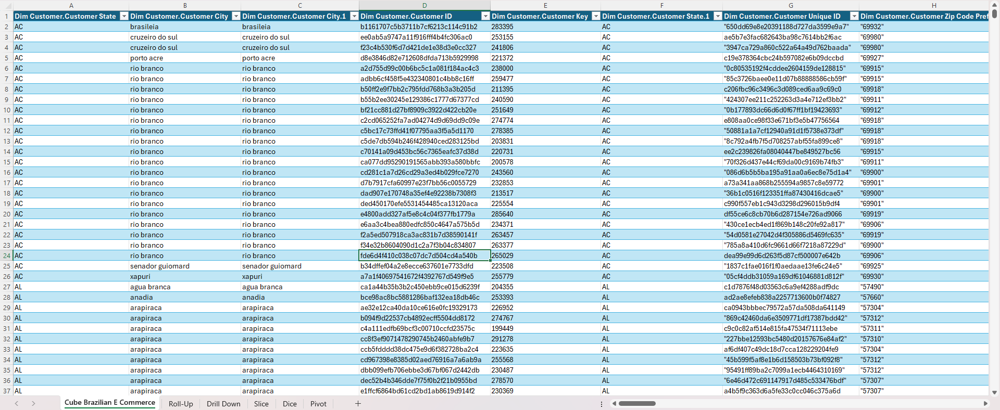 A B C D E F G H
1 Dim Customer.Customer State Dim Customer.Customer City Dim Customer.Customer City.1 Dim Customer.Customer ID Dim Customer.Customer Key Dim Customer.Customer State.1 Dim Customer.Customer Unique ID Dim Customer.Customer Zip Code Pref
2 AC brasileia brasileia b1161707c5b3711b7cf6213c114c91b2 283395 AC "650dd69e8e20391188d727da3599e9a7" "69932"
3 AC cruzeiro do sul cruzeiro do sul ee0ab5a9747a11f916fff4b4fc306ac0 253155 AC ae5b7e3fac682643ba98c7614bb2f6ac "69980"
4 AC cruzeiro do sul cruzeiro do sul f23c4b530f6d7d421de1e38d3e0cc327 241806 AC "3947ca729a860c522a64a49d762baada" "69980"
5 AC porto acre porto acre d8e3846d82e712608dfda713b5929998 221372 AC c19e378364cbc24b597082e6b09dccbd "69927"
6 AC rio branco rio branco a2d755d99c00b6bc5c1a081f184ac4c3 238000 AC "0c80535192f4cddee2604159de128815" "69915"
7 AC rio branco rio branco adbb6cf458f5e432340801c4bb8c16ff 259477 AC "85c3726baee0e11d07b88888586cb59f" "69915"
8 AC rio branco rio branco b50ff2e9f7bb2c795fdd768b3a3b205d 211395 AC c206fbc96c3496c3d089ced6aa9c69c0 "69918"
9 AC rio branco rio branco b55b2ee30245e129386c1777d67377cd 240590 AC "424307ee211c252263d3a4e712ef3bb2" "69911"
10 AC rio branco rio branco bf21cc881d27bf8909c3922d422cb20e 251649 AC "0b177893dc66d6d0f67ff1bf19423693" "69912"
11 AC rio branco rio branco c2cd065252fa7ad04274d9d69dd9c09e 274774 AC e808aa0ce98f33e671bf3e5b47756564 "69918"
12 AC rio branco rio branco c5bc17c73ffd41f07795aa3f5a5d1170 278385 AC "50881a1a7cf12940a91d1f5738e373df" "69918"
13 AC rio branco rio branco c5de7db594b246f428940ced283125bd 203831 AC "8c792a4fb7f5d708257abf55fa899ce8" "69918"
14 AC rio branco rio branco c70141a09d453bc56c7365eafc37d38d 220731 AC ee2c239826fa08040447be849527bc56 "69915"
15 AC rio branco rio branco ca077dd95290191565abb393a580bbfc 200578 AC "70f326d437e44cf69da00c9169b74fb3" "69911"
16 AC rio branco rio branco cd281c1a7d26cd29a3ed4b029fce7270 243560 AC "086d6b5b5ba195a91aa0a6ec8e75d1a4" "69900"
17 AC rio branco rio branco d7b7917cfa60997e23f7bb56c0055729 232853 AC a73a341aa868b255594a9857c8e59772 "69901"
18 AC rio branco rio branco dad907e170748a35ef4e92238b7308f3 213517 AC "36b1c0516f123351ffa87430416dcae5" "69900"
19 AC rio branco rio branco ded450170efe5531454485ca13120aca 225554 AC c990f557eb1c943d3298d296015b9df4 "69901"
20 AC rio branco rio branco e4800add327af5e8c4c04f377fb1779a 285640 AC df55ce6c8cb70b6d287154e726ad9066 "69919"
21 AC rio branco rio branco e6aa3c4bea880edfc850c4647a575b5d 234371 AC "430ce1ecb4ed1f869b148c20fe92a817" "69906"
22 AC rio branco rio branco f2a5ed507918ca3ac831b7d38590141f 263457 AC "54d0581e27042d4f305886d5469fc635" "69919"
23 AC rio branco rio branco f34e32b8604090d1c2a7f3b04c834807 263377 AC "785a8a410d6fc9661d66f7218a87229d" "69900"
24 AC rio branco rio branco fde6d4f410c038c07dc7d504cd4a540b 265029 AC dea99e99d6d263f5d87cf500007e642b "69906"
25 AC senador guiomard senador guiomard b34dffef04a2e8ecce637601e7733dfd 223508 AC "1837c1fae016f1f0aedaae13fe6c24e5" "69925"
26 AC xapuri xapuri a7a1f40697541672f4392767d549f9e5 255779 AC "05cf4ddb31059a169df61046881d812f" "69930"
27 AL agua branca agua branca ca1a44b35b3b2c450ebb9ce015d6239f 204355 AL c1d7876f48d03563c6a9ef4288adf9dc "57490"
28 AL anadia anadia bce98ac8bc5881286baf132ea18db46c 253393 AL ad2ae8efeb838a2257713600b0f74827 "57660"
29 AL arapiraca arapiraca ae32e12ca40da10ce616e0fc19329173 226952 AL ca0943bbbec79572a57da508da641149 "57304"
30 AL arapiraca arapiraca b094f9d22537cb4892ecff5504dd8172 274767 AL "869c42460da6e3509771df17387bdd42" "57312"
31 AL arapiraca arapiraca c4a111edfb69bcf3c00710ccfd23575c 199449 AL c9c0c82af514e815fa47534f71113ebe "57311"
32 AL arapiraca arapiraca cc8f3ef9071478290745b2460abfe9b7 291278 AL "227bbe12593bc5480d20157676e84af2" "57310"
33 AL arapiraca arapiraca ccb5fdddd38dc475e9d6f382728ba2c4 223635 AL af6df407c49dc18d7cca128229204fe9 "57304"
34 AL arapiraca arapiraca cd967398e8385d02aed76916a7a6ab9a 255568 AL "45b599f5af8e1b6d158503b73bf092f8" "57312"
35 AL arapiraca arapiraca dbb099efb706ebbe3d67bf067d2442db 230487 AL "95491ff89ba2c7099a1ecb4464310169" "57312"
36 AL arapiraca arapiraca dec52b4b346dde7f75f0b2f21b0955bd 278570 AL "6e46d472c691147917d485c533476bdf" "57307"
37 AL arapiraca arapiraca e1ffcf6864bd61cd2bd1ab8619d914f2 230369 AL a4b5f9c363d6a5fe33c0cc046c375a6d "57307"
Cube Brazilian E Commerce Roll-Up Drill Down Slice Dice Pivot